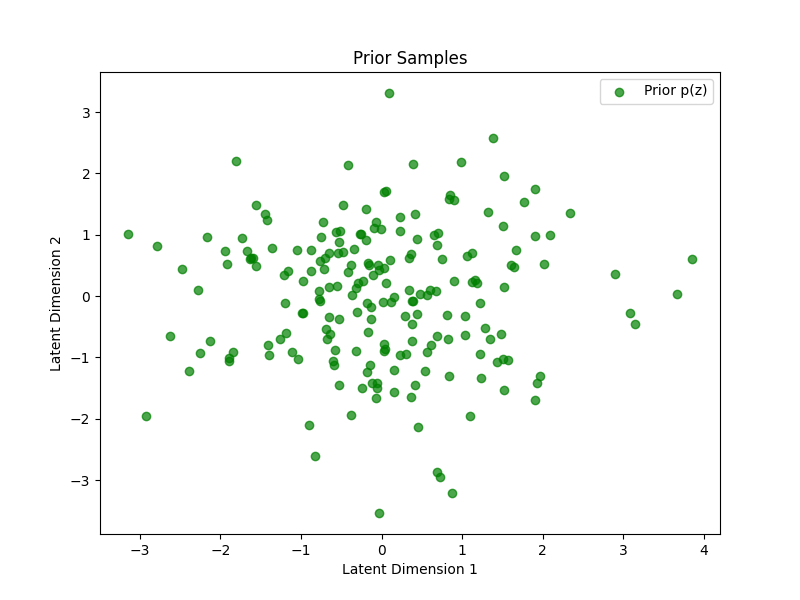 Prior Samples
Prior p(z)
3
2
1
0
−1
−2
−3
Latent Dimension 2
−3 −2 −1 0 1 2 3 4
Latent Dimension 1